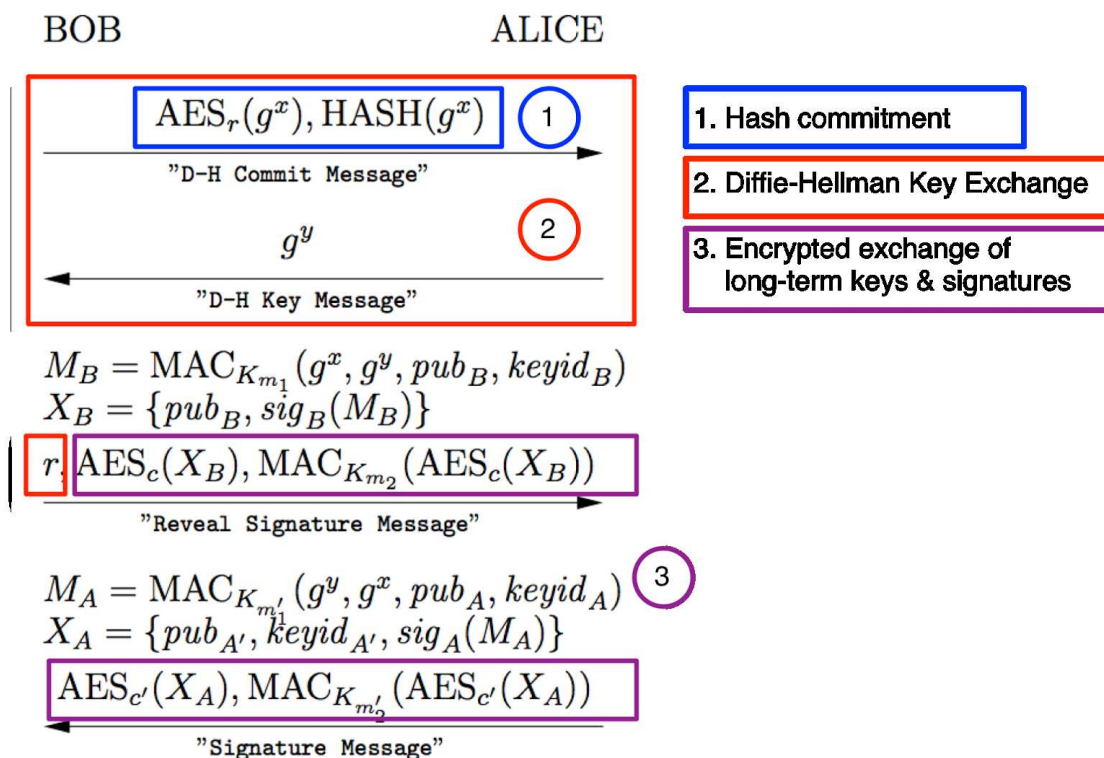 BOB ALICE
AES_r(g^x), HASH(g^x) 1
"D-H Commit Message"
g^y 2
"D-H Key Message"
1. Hash commitment
2. Diffie-Hellman Key Exchange
3. Encrypted exchange of
long-term keys & signatures
M_B = MAC_{K_{m_1}}(g^x, g^y, pub_B, keyid_B)
X_B = {pub_B, sig_B(M_B)}
r, AES_c(X_B), MAC_{K_{m_2}}(AES_c(X_B))
"Reveal Signature Message"
3
M_A = MAC_{K_{m_1'}}(g^y, g^x, pub_A, keyid_A)
X_A = {pub_{A'}, keyid_{A'}, sig_A(M_A)}
AES_{c'}(X_A), MAC_{K_{m_2'}}(AES_{c'}(X_A))
"Signature Message"